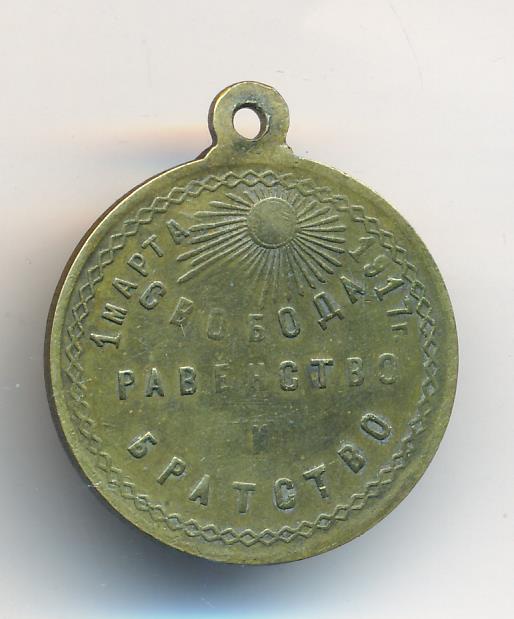 1 МАРТА 1917 г
СВОБОДА
РАВЕНСТВО
И
БРАТСТВО